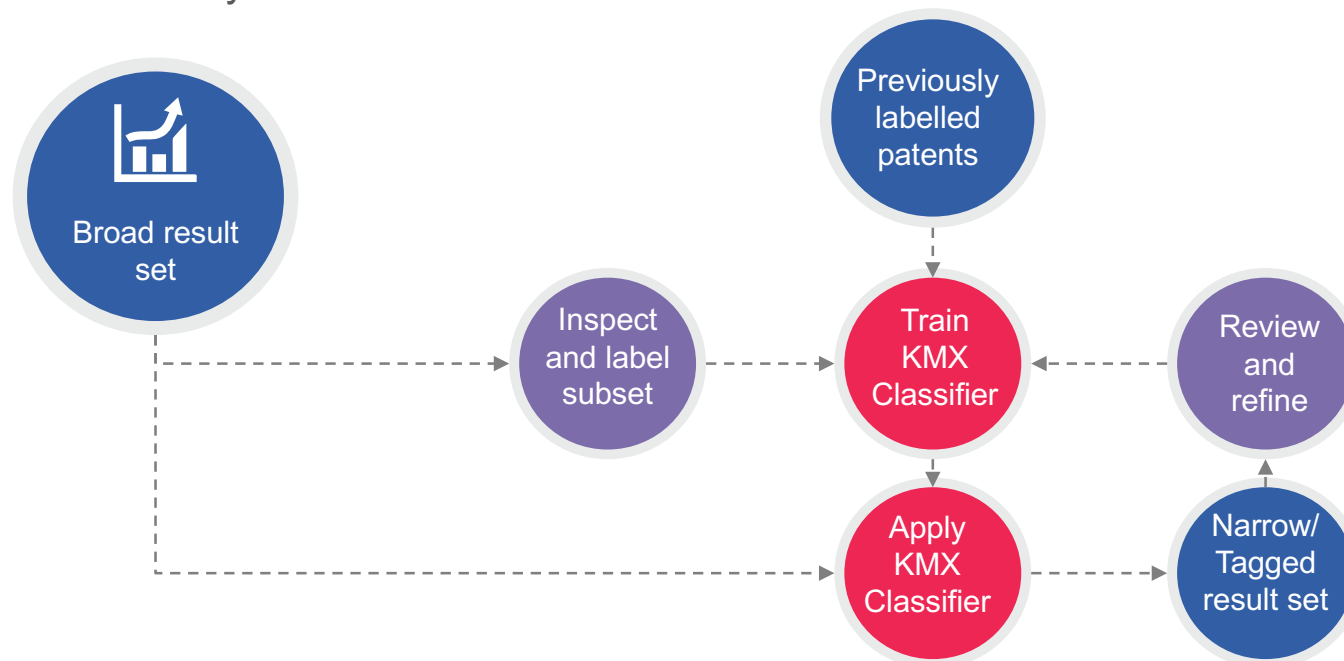 Previously
labelled
patents
Broad result
set
Inspect
and label
subset
Train
KMX
Classifier
Review
and
refine
Apply
KMX
Classifier
Narrow/
Tagged
result set